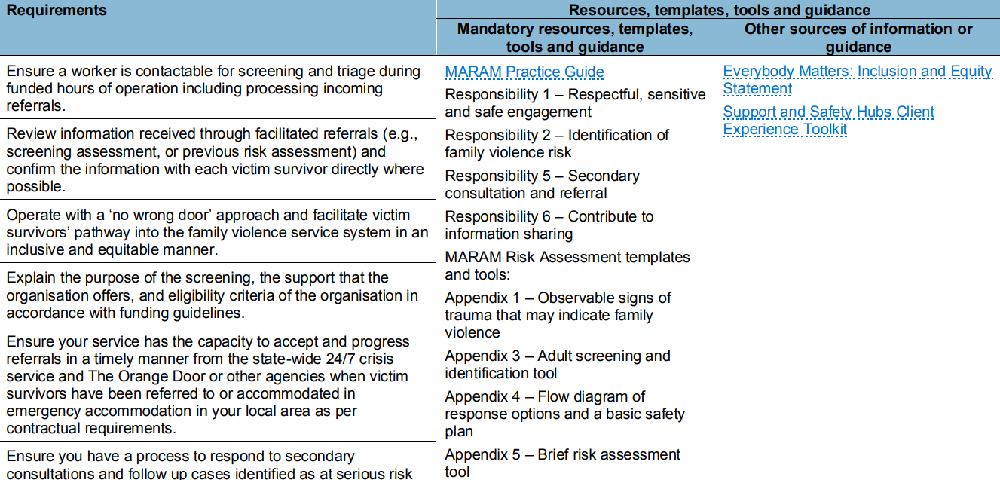 Requirements
Resources, templates, tools and guidance
Mandatory resources, templates,
tools and guidance
Other sources of information or
guidance
Ensure a worker is contactable for screening and triage during
funded hours of operation including processing incoming
referrals.
Review information received through facilitated referrals (e.g.,
screening assessment, or previous risk assessment) and
confirm the information with each victim survivor directly where
possible.
Operate with a ‘no wrong door’ approach and facilitate victim
survivors’ pathway into the family violence service system in an
inclusive and equitable manner.
Explain the purpose of the screening, the support that the
organisation offers, and eligibility criteria of the organisation in
accordance with funding guidelines.
Ensure your service has the capacity to accept and progress
referrals in a timely manner from the state-wide 24/7 crisis
service and The Orange Door or other agencies when victim
survivors have been referred to or accommodated in
emergency accommodation in your local area as per
contractual requirements.
Ensure you have a process to respond to secondary
consultations and follow up cases identified as at serious risk
MARAM Practice Guide
Responsibility 1 – Respectful, sensitive
and safe engagement
Responsibility 2 – Identification of
family violence risk
Responsibility 5 – Secondary
consultation and referral
Responsibility 6 – Contribute to
information sharing
MARAM Risk Assessment templates
and tools:
Appendix 1 – Observable signs of
trauma that may indicate family
violence
Appendix 3 – Adult screening and
identification tool
Appendix 4 – Flow diagram of
response options and a basic safety
plan
Appendix 5 – Brief risk assessment
tool
Everybody Matters: Inclusion and Equity
Statement
Support and Safety Hubs Client
Experience Toolkit